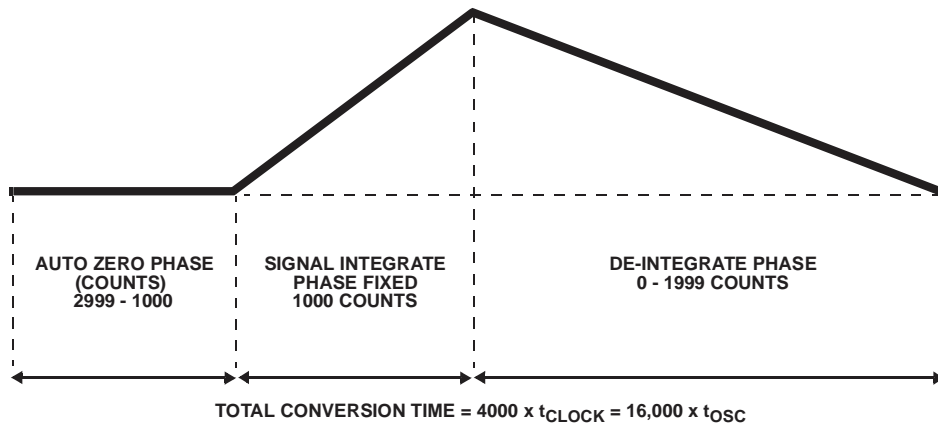 AUTO ZERO PHASE
(COUNTS)
2999 - 1000
SIGNAL INTEGRATE
PHASE FIXED
1000 COUNTS
DE-INTEGRATE PHASE
0 - 1999 COUNTS
TOTAL CONVERSION TIME = 4000 x tCLOCK = 16,000 x tOSC